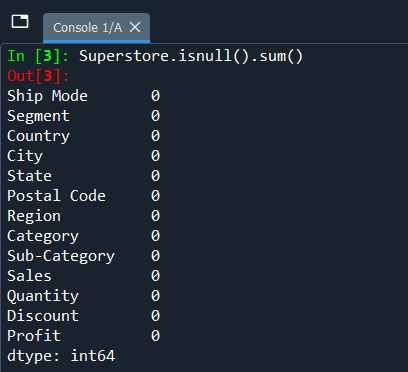 Console 1/A
In [3]: Superstore.isnull().sum()
Out[3]:
Ship Mode 0
Segment 0
Country 0
City 0
State 0
Postal Code 0
Region 0
Category 0
Sub-Category 0
Sales 0
Quantity 0
Discount 0
Profit 0
dtype: int64